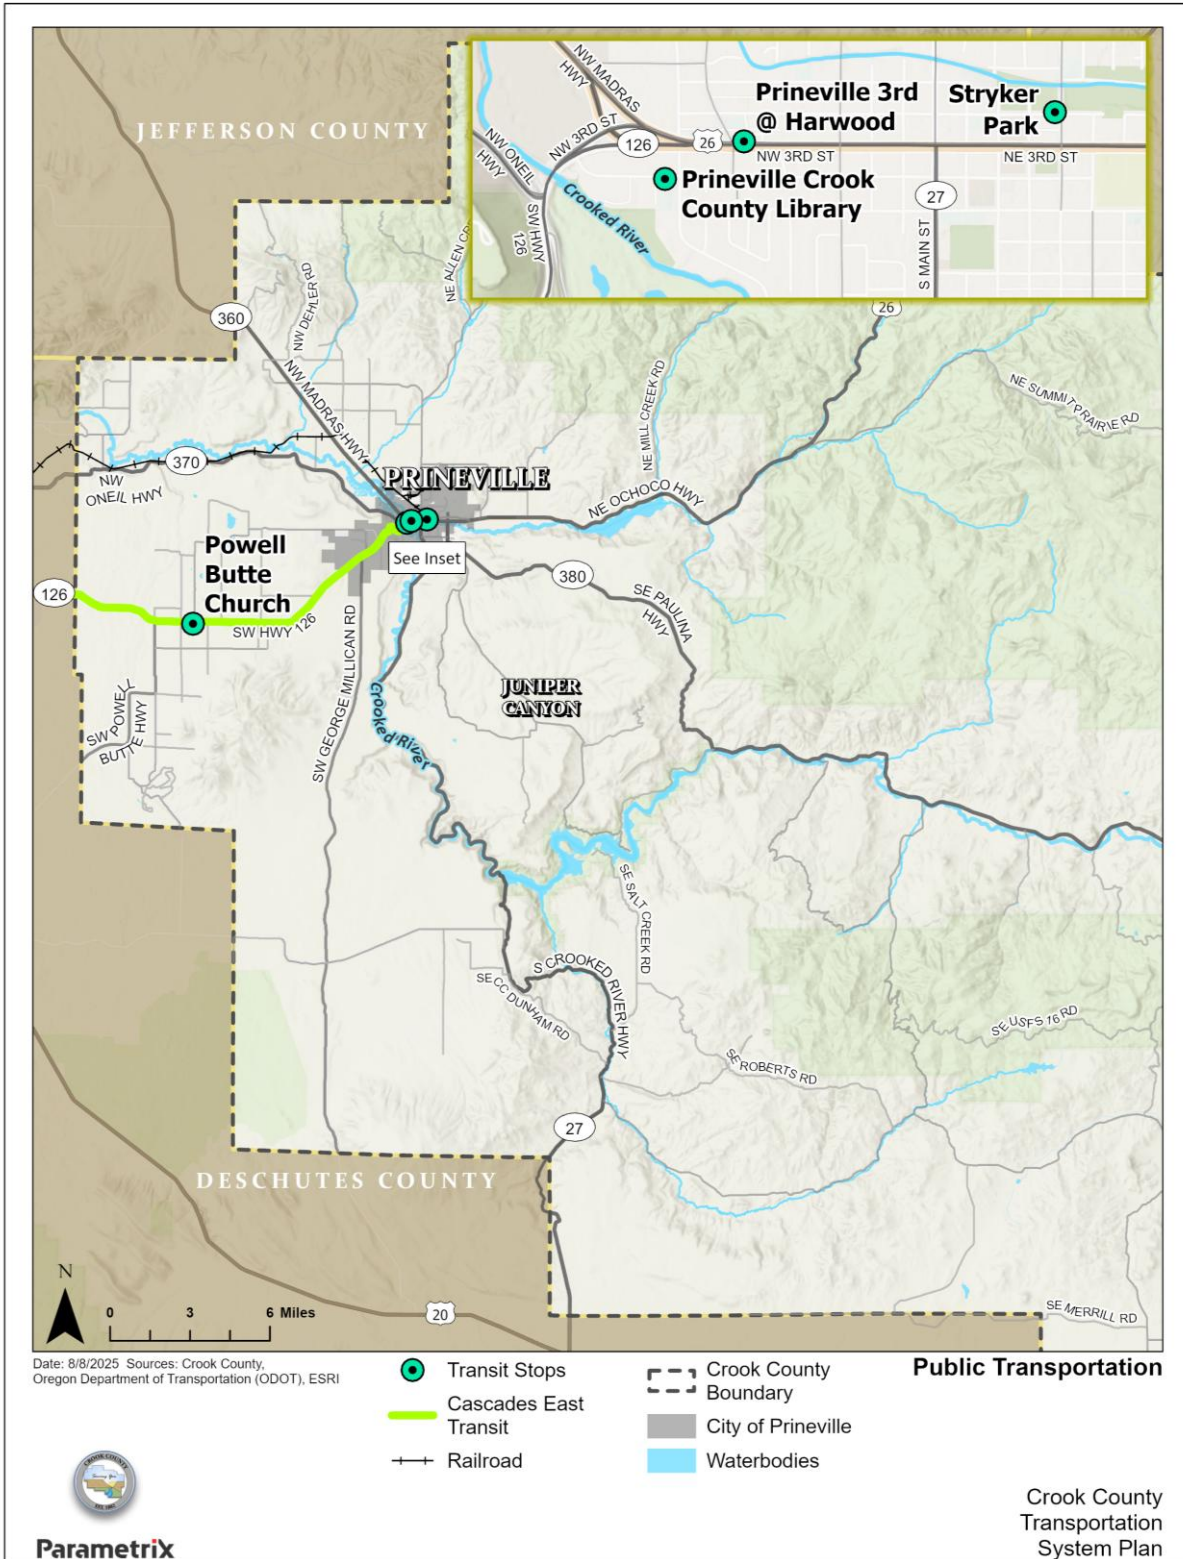 JEFFERSON COUNTY
NW MADRAS
HWY
NW 3RD ST
126
26
Prineville 3rd
@ Harwood
Stryker
Park
NW 3RD ST
NE 3RD ST
NW ONEIL
HWY
SW HWY
126
Crooked River
Prineville Crook
County Library
27
S MAIN ST
360
NW DEHLER RD
NE ALLEN CR
26
NW MADRAS HWY
NE MILL CREEK RD
NE SUMMIT PRAIRIE RD
370
NW
ONEIL HWY
PRINEVILLE
NE OCHOCO HWY
See Inset
Powell
Butte
Church
126
SW HWY 126
380
SE PAULINA
HWY
SW GEORGE MILLICAN RD
JUNIPER
CANYON
SW POWELL
BUTTE HWY
Crooked River
SE SALT CREEK RD
S CROOKED RIVER HWY
SE CC DUNHAM RD
SE USFS 16 RD
SE ROBERTS RD
27
DESCHUTES COUNTY
N
0 3 6 Miles
20
SE MERRILL RD
Date: 8/8/2025 Sources: Crook County,
Oregon Department of Transportation (ODOT), ESRI
Transit Stops
Cascades East
Transit
Railroad
Crook County
Boundary
City of Prineville
Waterbodies
Public Transportation
CROOK COUNTY
Parametrix
Crook County
Transportation
System Plan